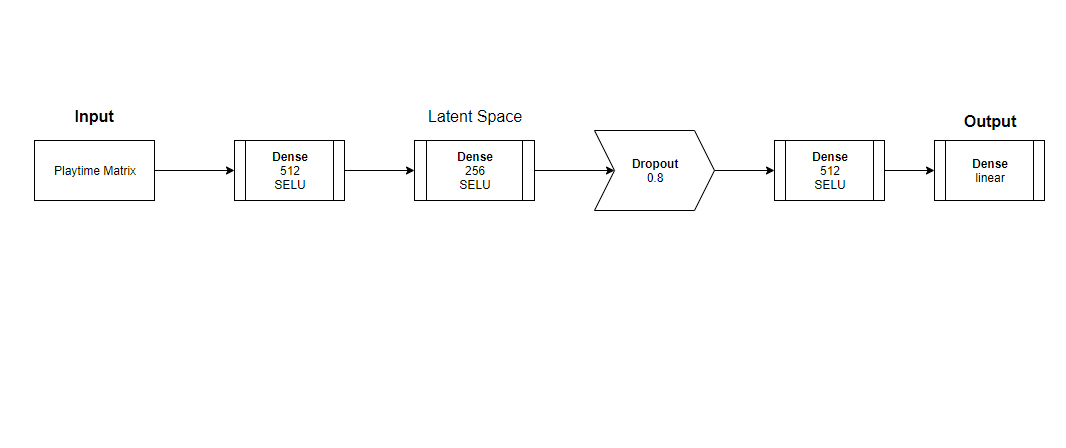 Input
Playtime Matrix
Dense
512
SELU
Latent Space
Dense
256
SELU
Dropout
0.8
Dense
512
SELU
Output
Dense
linear